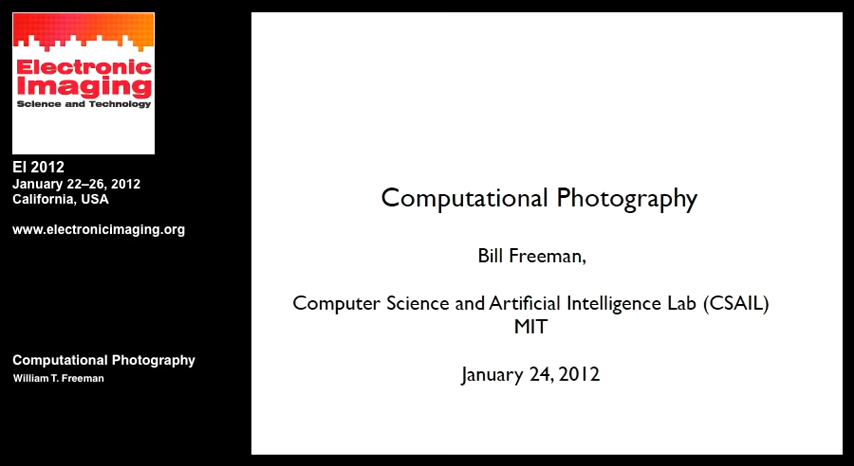 Electronic
Imaging
Science and Technology
EI 2012
January 22–26, 2012
California, USA
www.electronicimaging.org
Computational Photography
William T. Freeman
Computational Photography
Bill Freeman,
Computer Science and Artificial Intelligence Lab (CSAIL)
MIT
January 24, 2012